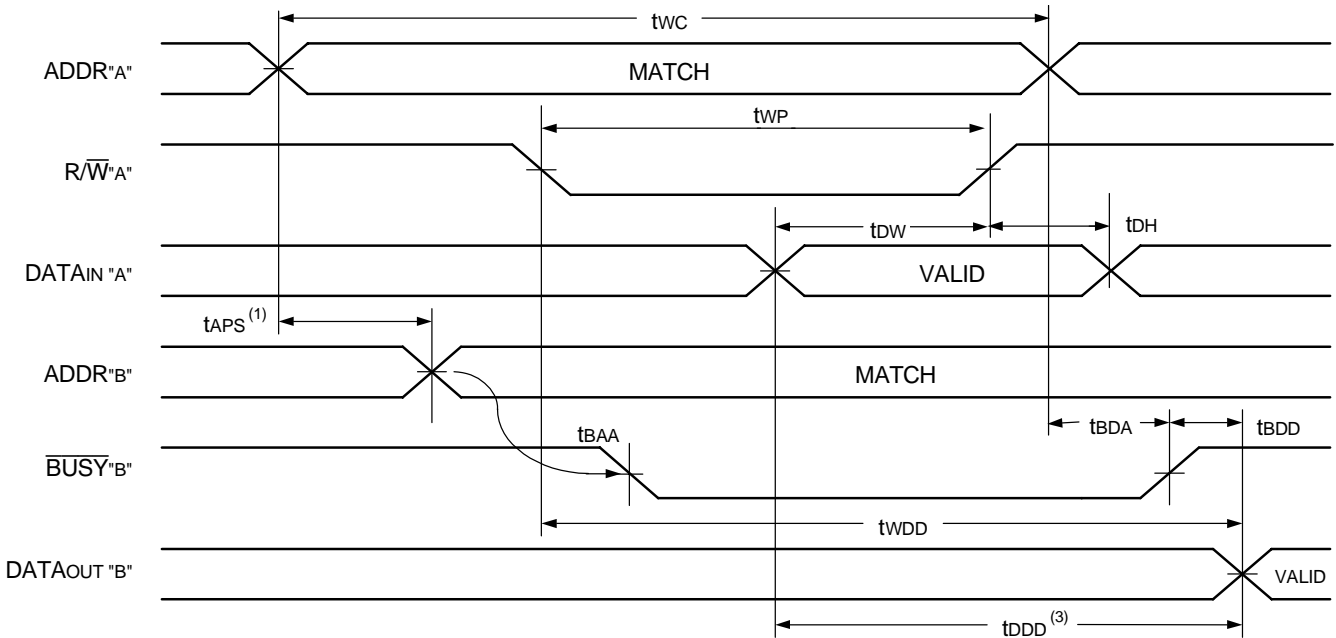 tWC
ADDR"A"
MATCH
tWP
R/W̅"A"
tDW
tDH
DATAIN "A"
VALID
tAPS (1)
ADDR"B"
MATCH
tBAA
tBDA
tBDD
B̅U̅S̅Y̅"B"
tWDD
DATAOUT "B"
VALID
tDDD (3)